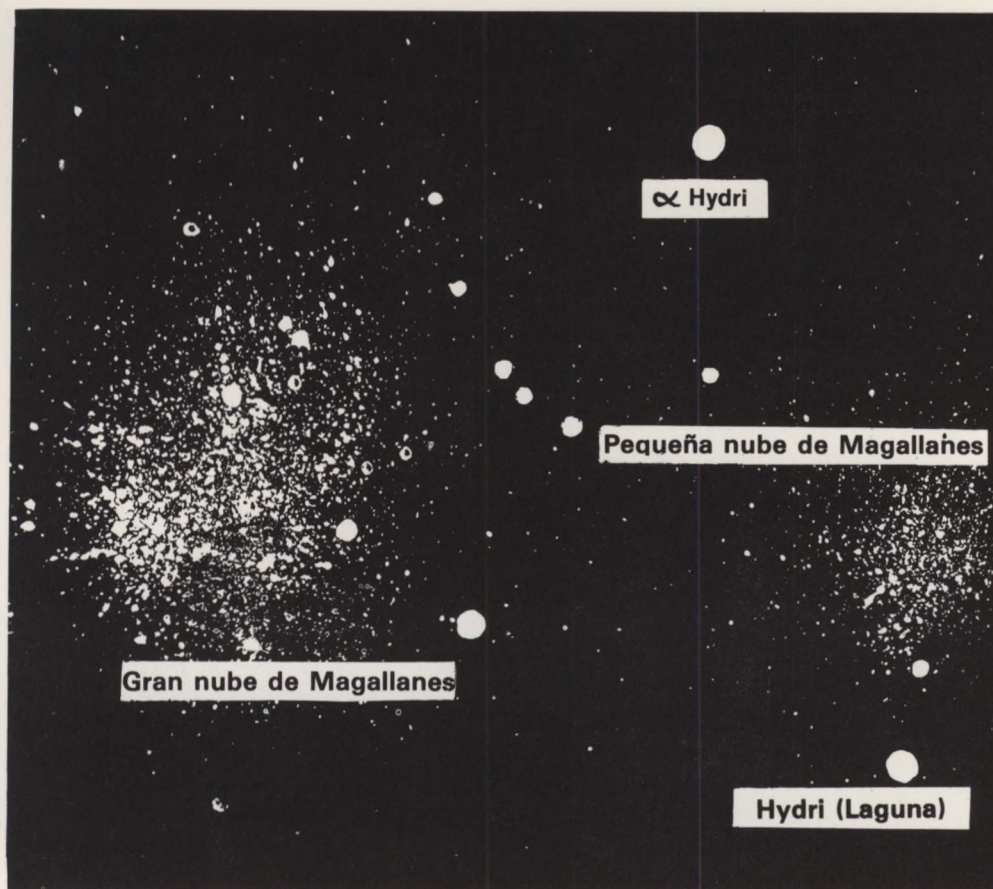 α Hydri
Pequeña nube de Magallanes
Gran nube de Magallanes
Hydri (Laguna)